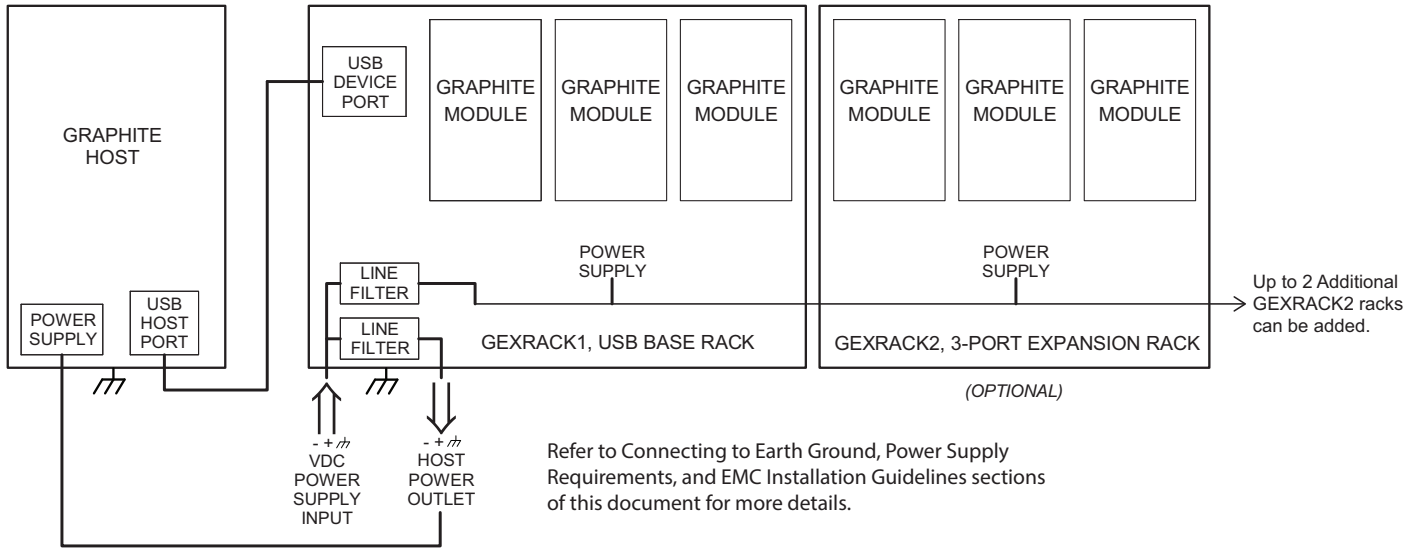 GRAPHITE
HOST
POWER
SUPPLY
USB
HOST
PORT
USB
DEVICE
PORT
GRAPHITE
MODULE
GRAPHITE
MODULE
GRAPHITE
MODULE
LINE
FILTER
LINE
FILTER
POWER
SUPPLY
GEXRACK1, USB BASE RACK
GRAPHITE
MODULE
GRAPHITE
MODULE
GRAPHITE
MODULE
POWER
SUPPLY
GEXRACK2, 3-PORT EXPANSION RACK
(OPTIONAL)
Up to 2 Additional
GEXRACK2 racks
can be added.
- +
VDC
POWER
SUPPLY
INPUT
- +
HOST
POWER
OUTLET
Refer to Connecting to Earth Ground, Power Supply
Requirements, and EMC Installation Guidelines sections
of this document for more details.